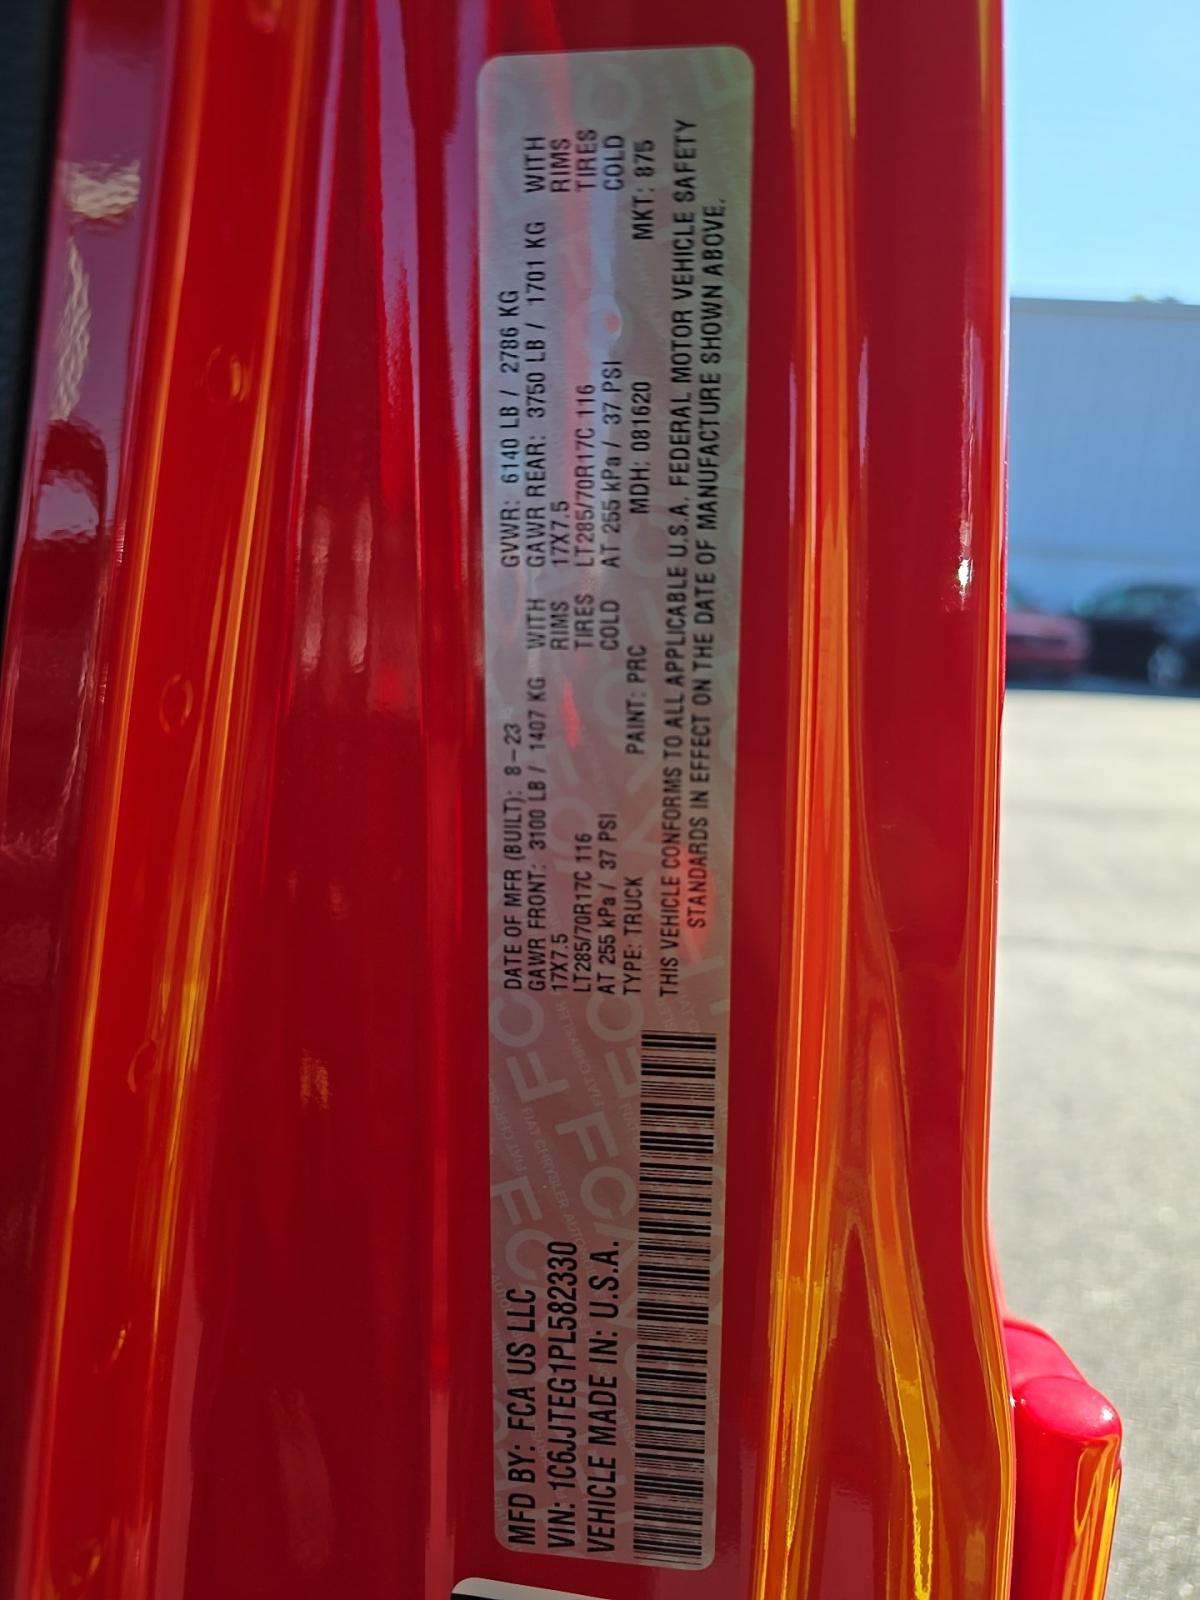 MFD BY: FCA US LLC
VIN: 1C6JJTEG1PL582330
VEHICLE MADE IN: U.S.A.
DATE OF MFR (BUILT): 8-23 GVWR: 6140 LB / 2786 KG
GAWR FRONT: 3100 LB / 1407 KG WITH GAWR REAR: 3750 LB / 1701 KG WITH
17X7.5 RIMS 17X7.5 RIMS
LT285/70R17C 116 TIRES LT285/70R17C 116 TIRES
AT 255 kPa / 37 PSI COLD AT 255 kPa / 37 PSI COLD
TYPE: TRUCK PAINT: PRC MDH: 081620 MKT: 875
THIS VEHICLE CONFORMS TO ALL APPLICABLE U.S.A. FEDERAL MOTOR VEHICLE SAFETY
STANDARDS IN EFFECT ON THE DATE OF MANUFACTURE SHOWN ABOVE.